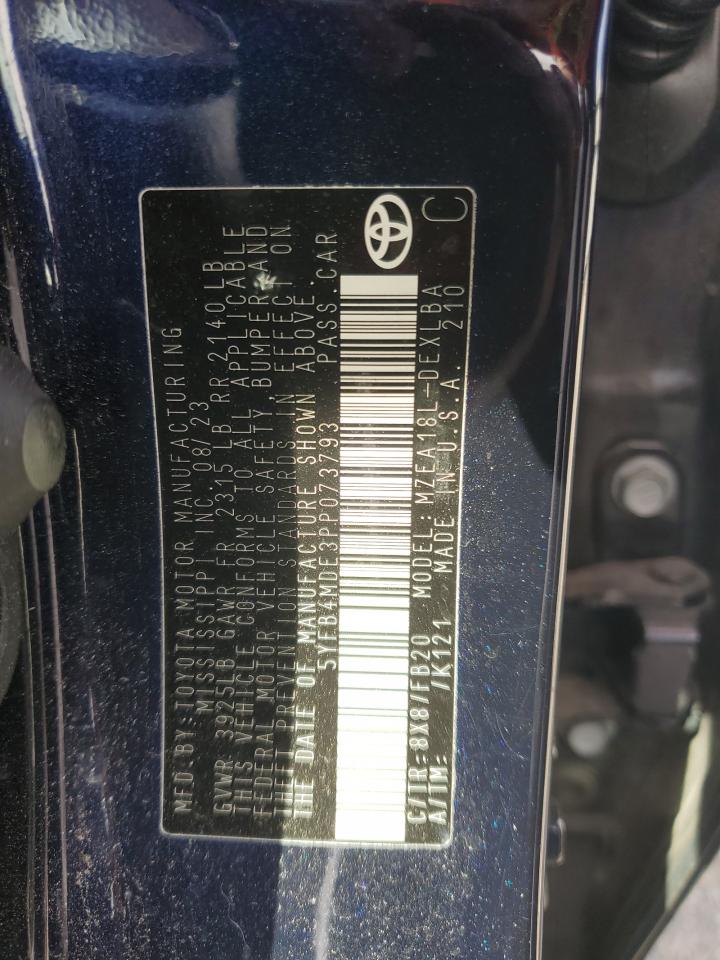 MFD.BY:TOYOTA MOTOR MANUFACTURING
MISSISSIPPI INC 08/23
GVWR 3925LB GAWR FR 2315 LB RR 2140LB
THIS VEHICLE CONFORMS TO ALL APPLICABLE
FEDERAL MOTOR VEHICLE SAFETY, BUMPER AND
THEFT PREVENTION STANDARDS IN EFFECT ON
THE DATE OF MANUFACTURE SHOWN ABOVE.
5YFB4MDE3PP073793 PASS.CAR
C/TR:8X8/FB20 MODEL:MZEA18L-DEXLBA
A/TM: /K121 MADE IN U.S.A. 210 C